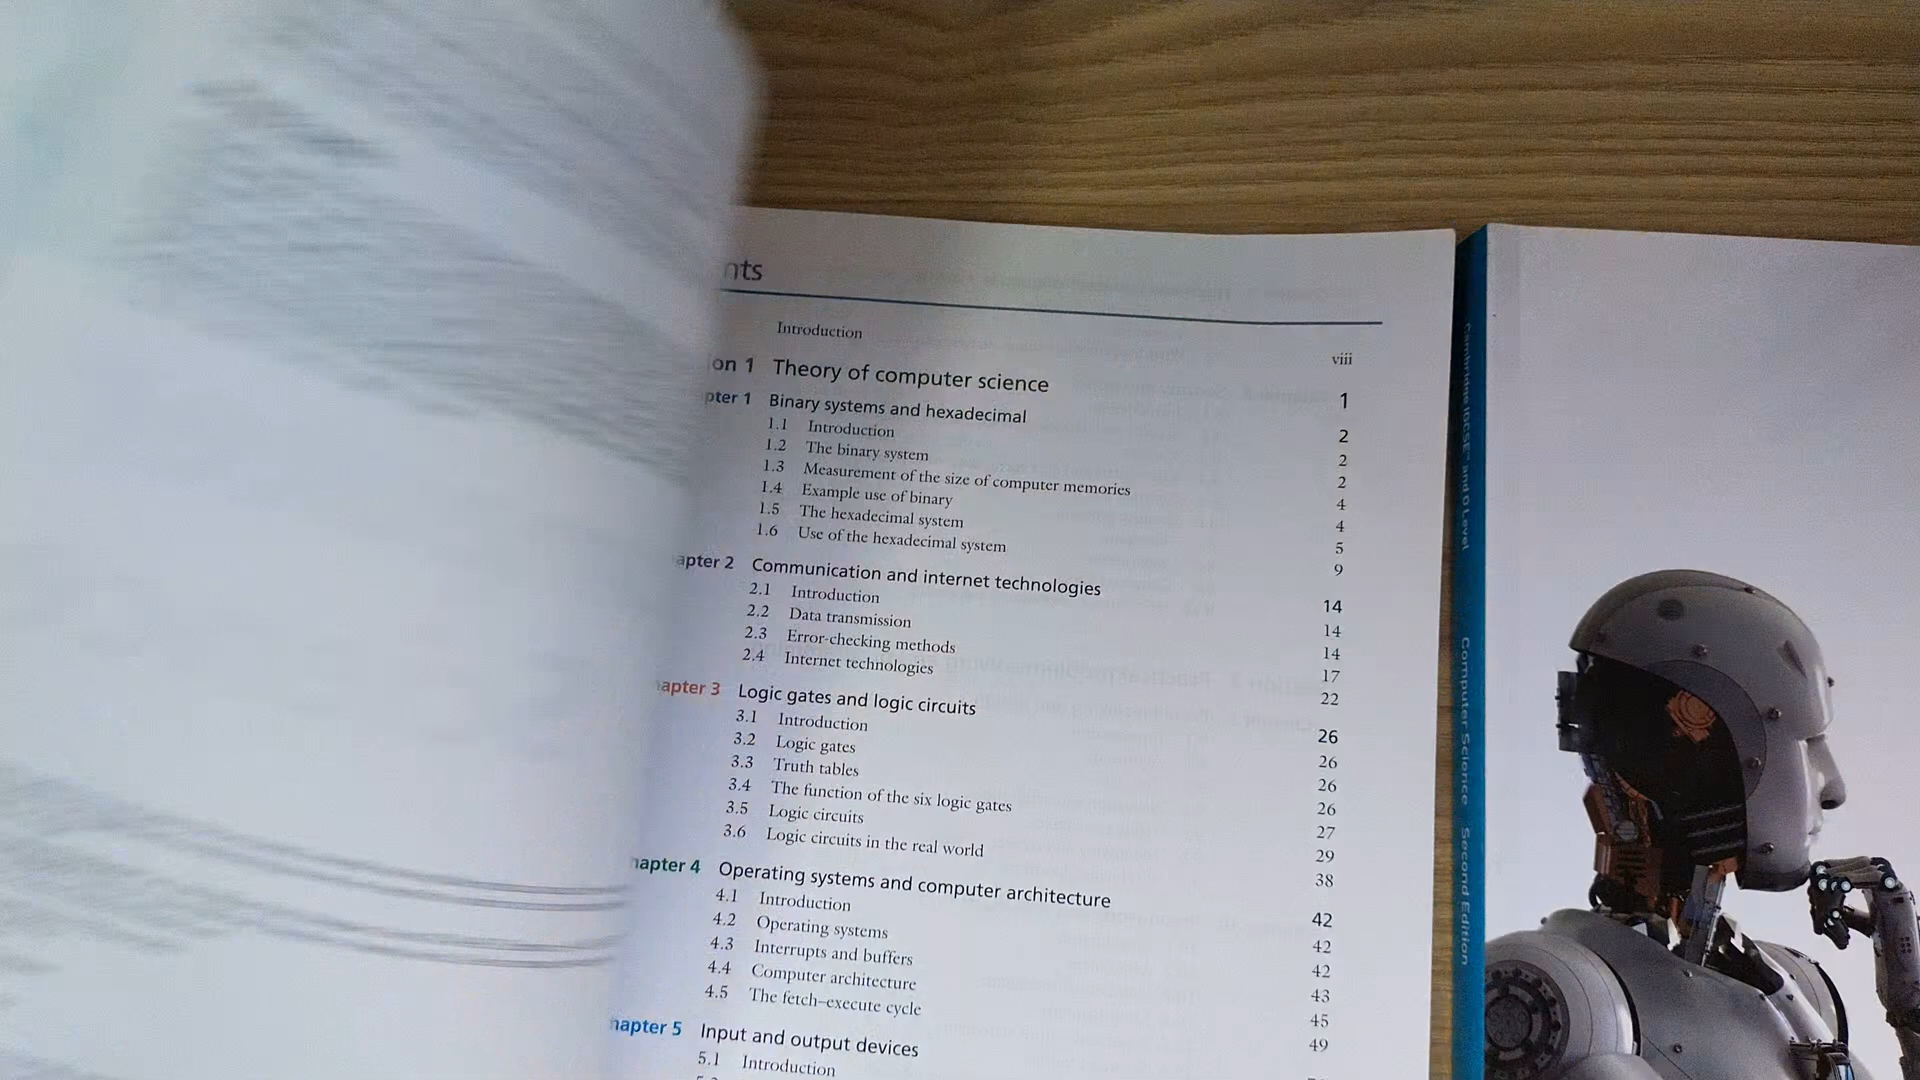 nts
Introduction viii
on 1 Theory of computer science 1
pter 1 Binary systems and hexadecimal 2
1.1 Introduction 2
1.2 The binary system 2
1.3 Measurement of the size of computer memories 4
1.4 Example use of binary 4
1.5 The hexadecimal system 5
1.6 Use of the hexadecimal system 9
apter 2 Communication and internet technologies 14
2.1 Introduction 14
2.2 Data transmission 14
2.3 Error-checking methods 17
2.4 Internet technologies 22
apter 3 Logic gates and logic circuits 26
3.1 Introduction 26
3.2 Logic gates 26
3.3 Truth tables 26
3.4 The function of the six logic gates 27
3.5 Logic circuits 29
3.6 Logic circuits in the real world 38
hapter 4 Operating systems and computer architecture 42
4.1 Introduction 42
4.2 Operating systems 42
4.3 Interrupts and buffers 43
4.4 Computer architecture 45
4.5 The fetch–execute cycle 49
hapter 5 Input and output devices
5.1 Introduction
Cambridge IGCSE™ and O Level Computer Science Second Edition